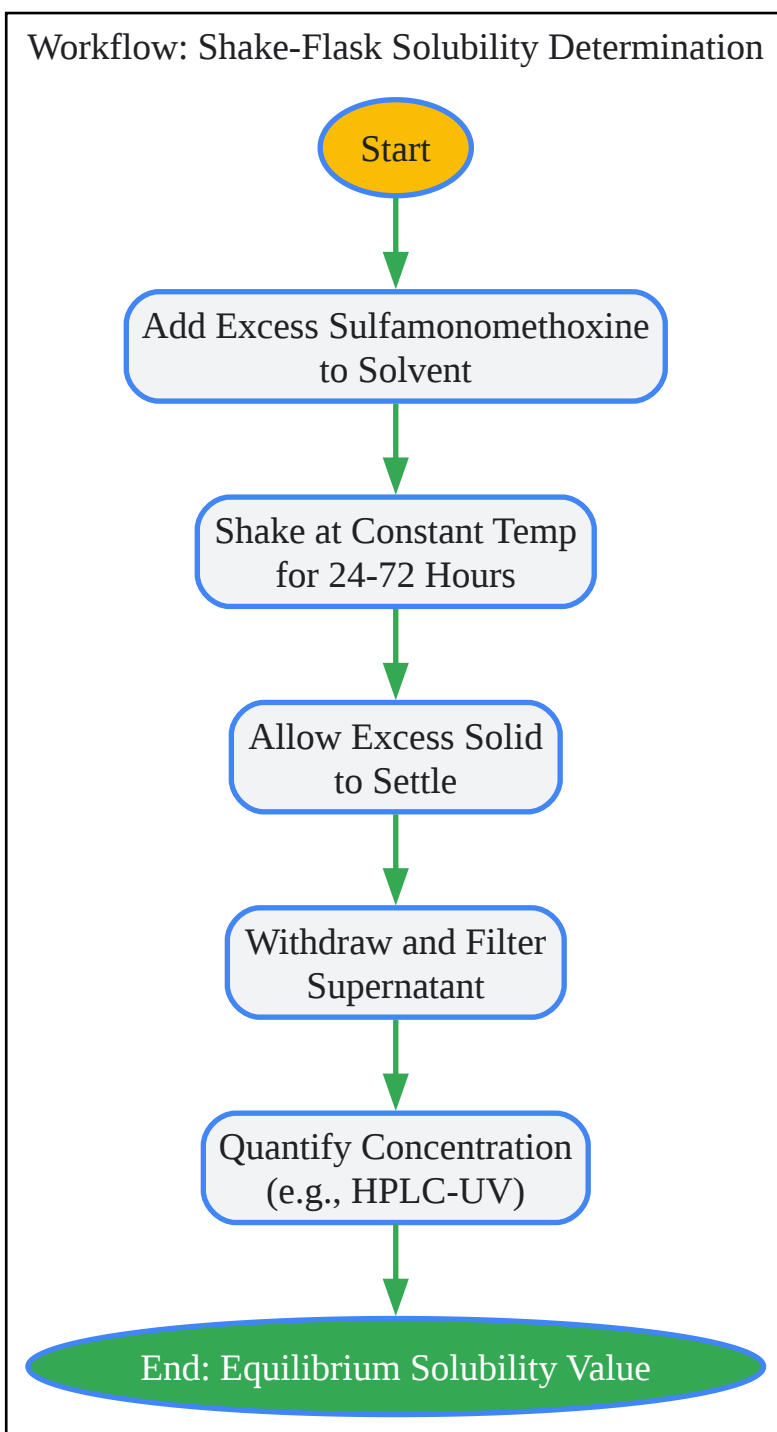 Workflow: Shake-Flask Solubility Determination
Start
Add Excess Sulfamonomethoxine
to Solvent
Shake at Constant Temp
for 24-72 Hours
Allow Excess Solid
to Settle
Withdraw and Filter
Supernatant
Quantify Concentration
(e.g., HPLC-UV)
End: Equilibrium Solubility Value